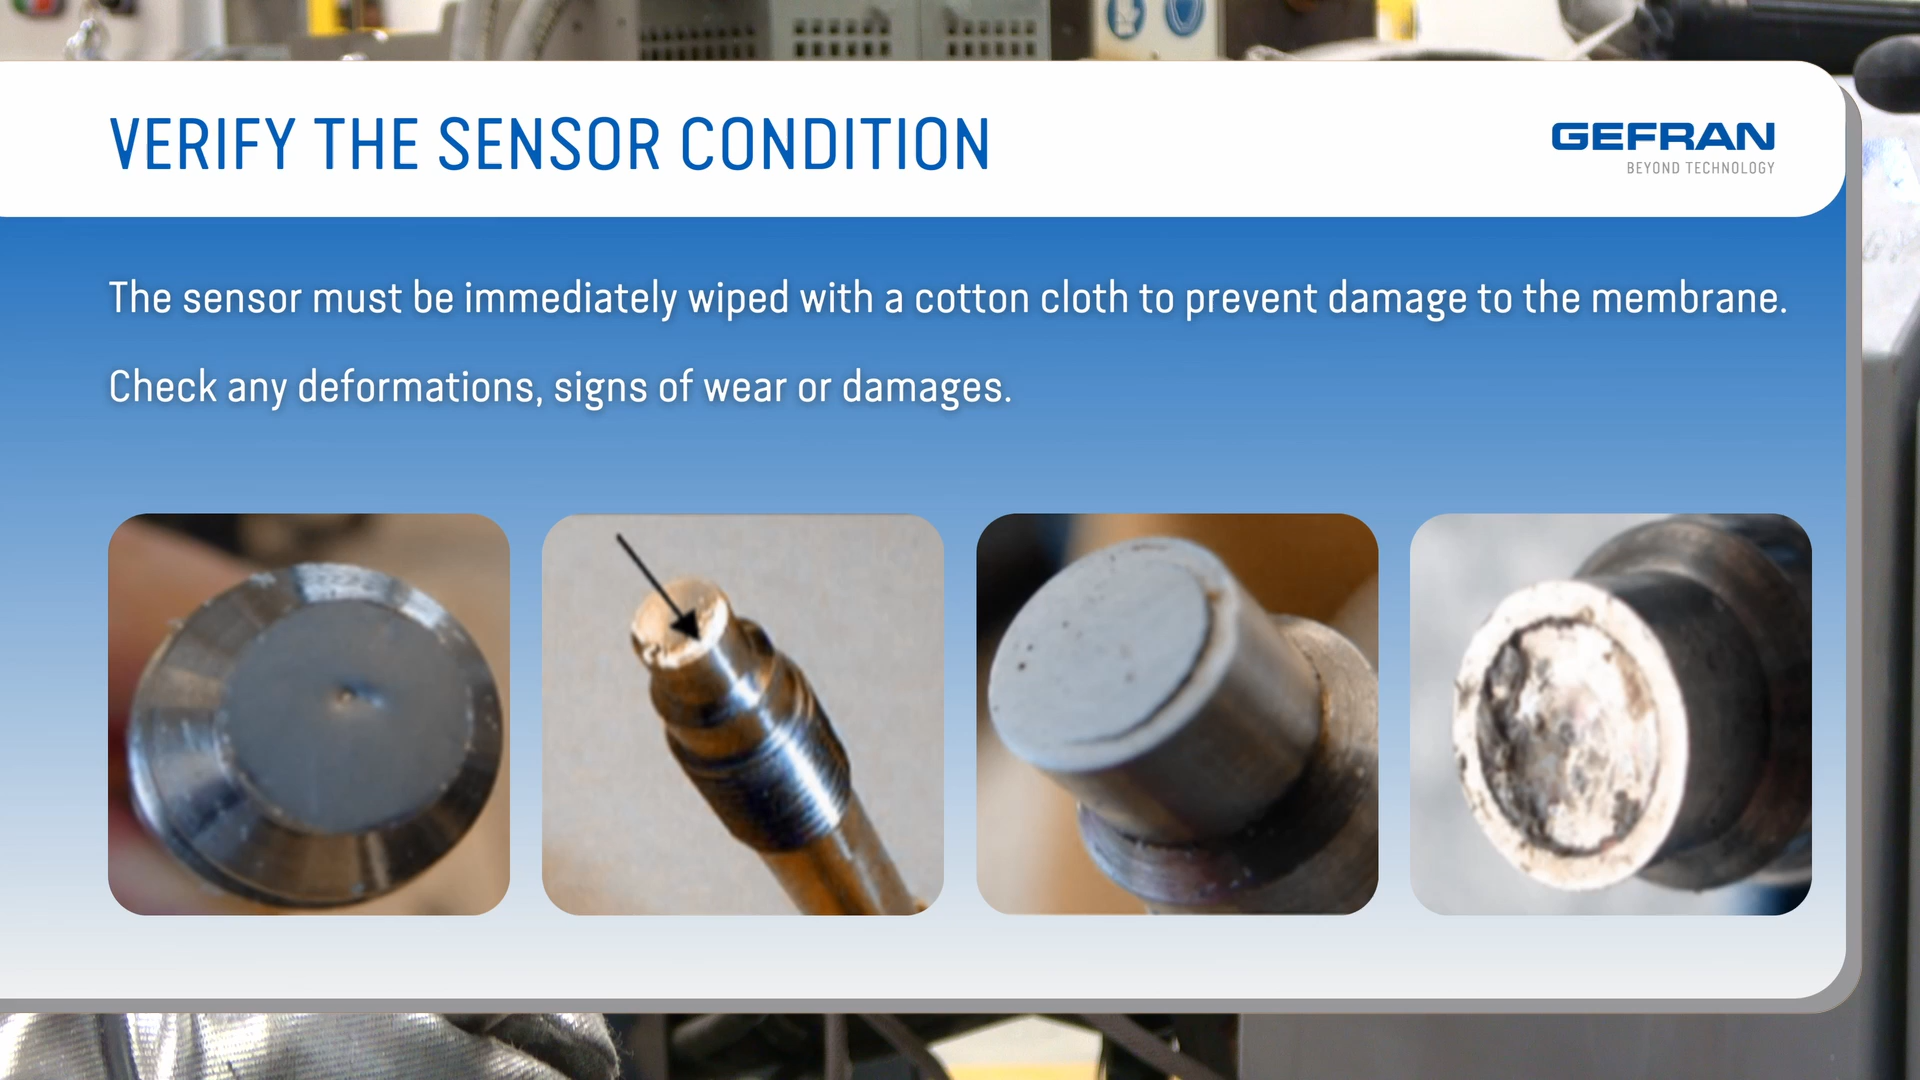 VERIFY THE SENSOR CONDITION
GEFRAN
BEYOND TECHNOLOGY
The sensor must be immediately wiped with a cotton cloth to prevent damage to the membrane.
Check any deformations, signs of wear or damages.